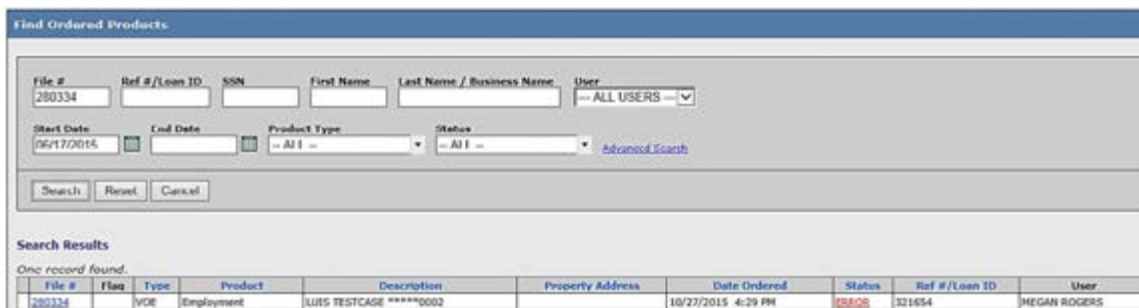 Find Ordered Products
File # Ref #/Loan ID SSN First Name Last Name / Business Name User
280334 -- ALL USERS --
Start Date End Date Product Type Status
06/17/2015 -- ALL -- -- ALL -- Advanced Search
Search Reset Cancel
Search Results
One record found.
File # Flag Type Product Description Property Address Date Ordered Status Ref #/Loan ID User
280334 VOE Employment LUIS TESTCASE *****0002 10/27/2015 4:29 PM ERROR 321654 MEGAN ROGERS